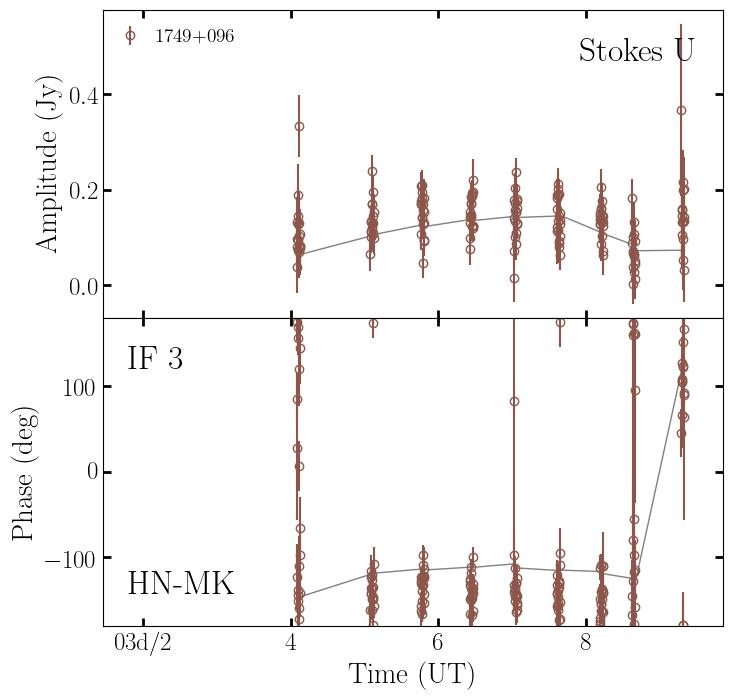 1749+096
Stokes U
Amplitude (Jy)
0.4
0.2
0.0
IF 3
Phase (deg)
100
0
−100
HN-MK
03d/2 4 6 8
Time (UT)